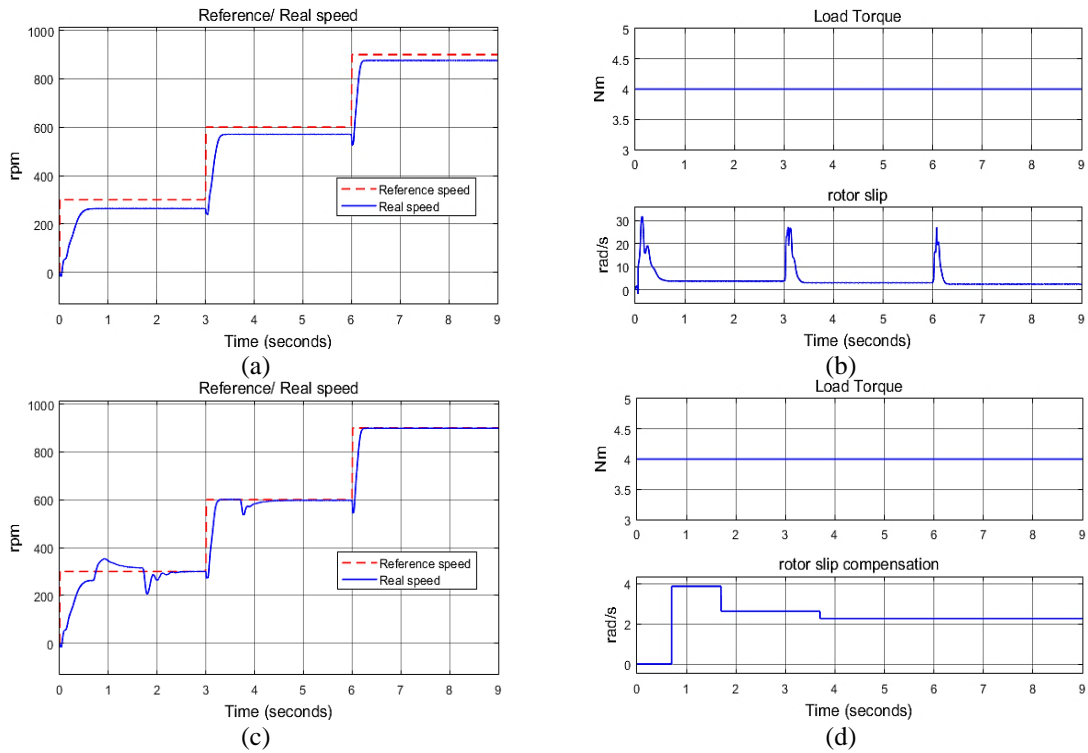 Reference/ Real speed
1000
800
600
400
200
0
rpm
Reference speed
Real speed
0 1 2 3 4 5 6 7 8 9
Time (seconds)
(a)
Load Torque
5
4.5
4
3.5
3
Nm
0 1 2 3 4 5 6 7 8 9
rotor slip
30
20
10
0
rad/s
0 1 2 3 4 5 6 7 8 9
Time (seconds)
(b)
Reference/ Real speed
1000
800
600
400
200
0
rpm
Reference speed
Real speed
0 1 2 3 4 5 6 7 8 9
Time (seconds)
(c)
Load Torque
5
4.5
4
3.5
3
Nm
0 1 2 3 4 5 6 7 8 9
rotor slip compensation
4
2
0
rad/s
0 1 2 3 4 5 6 7 8 9
Time (seconds)
(d)